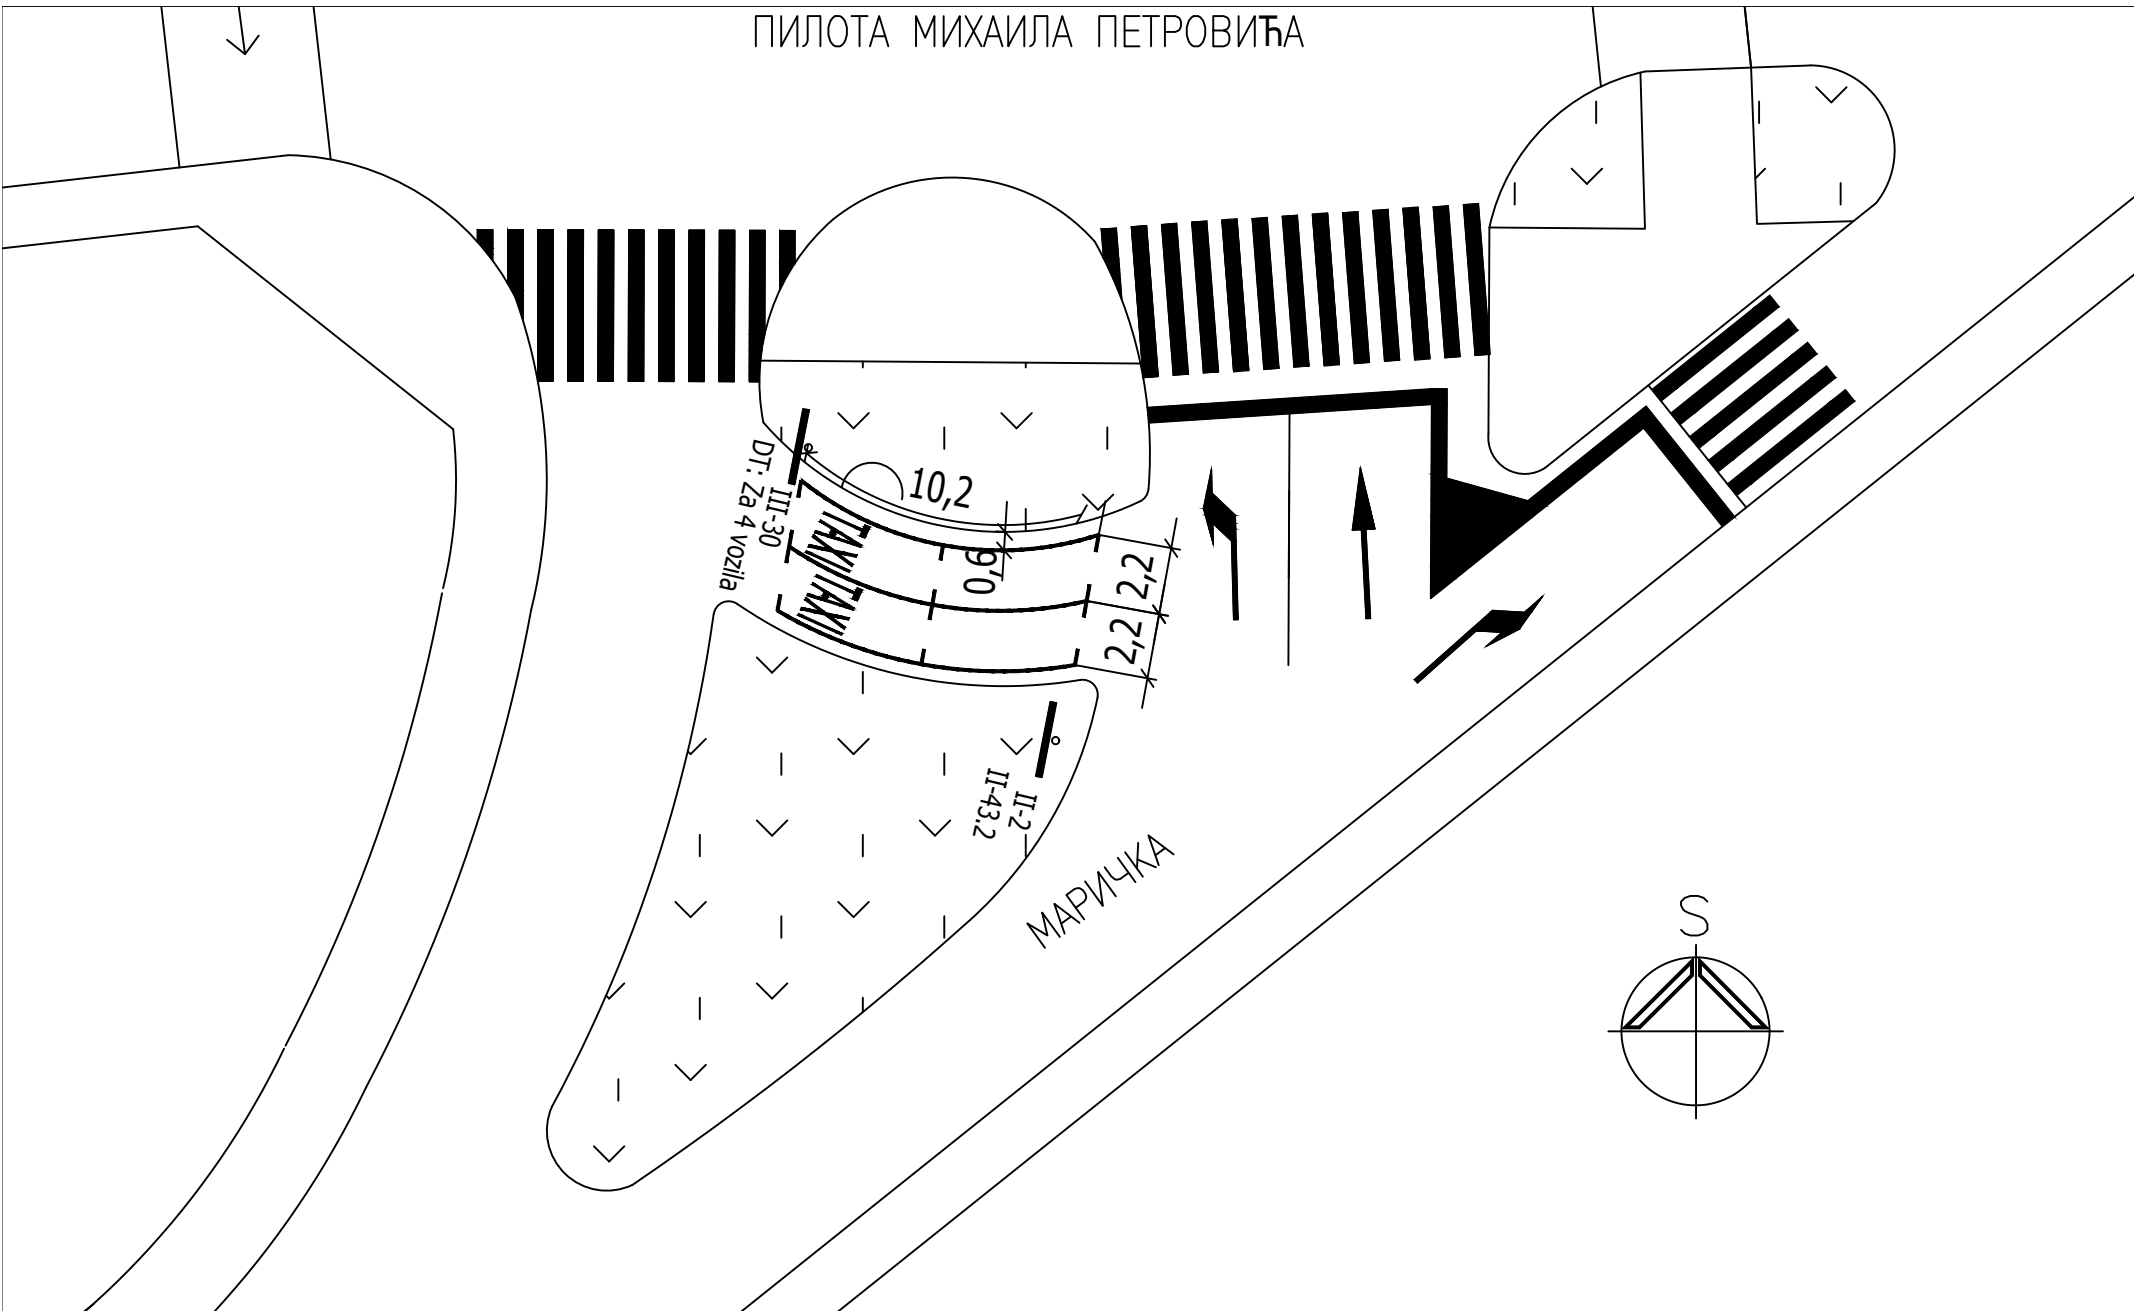 ПИЛОТА МИХАИЛА ПЕТРОВИЋА
10,2
III-30
DT: Za 4 vozila
TAXI
TAXI
0,6
2,2
2,2
II-2
II-43.2
МАРИЧКА
S